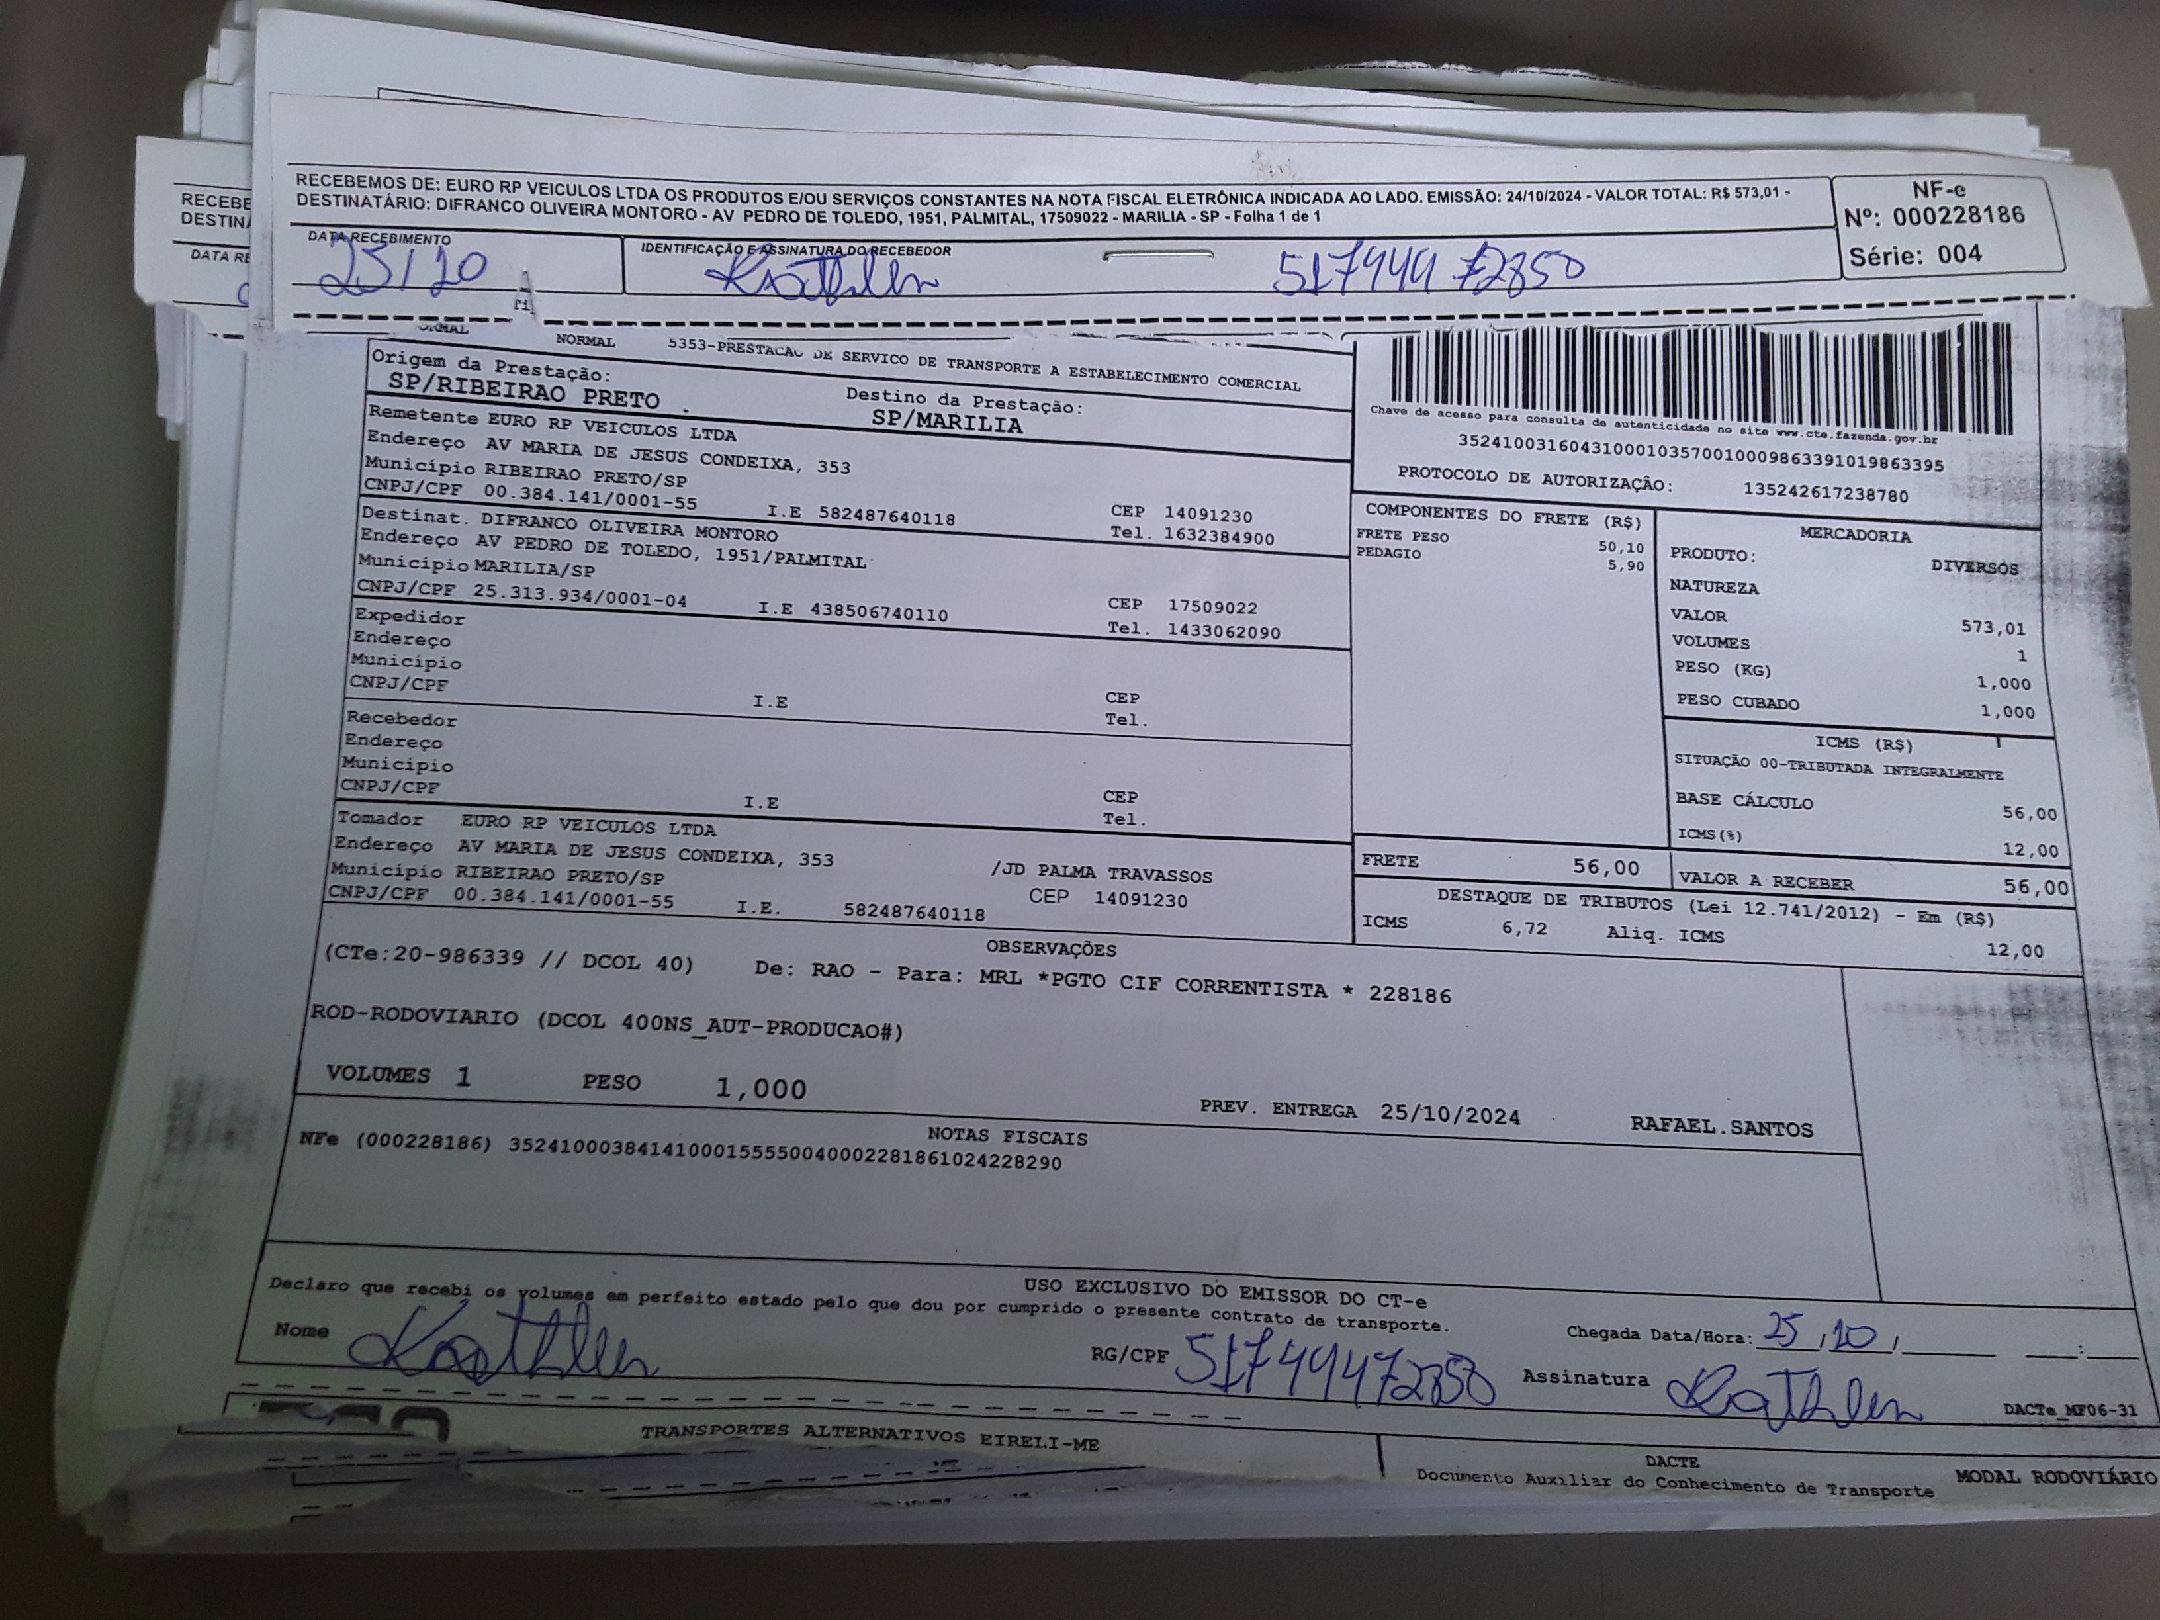 RECEBEMOS DE: EURO RP VEICULOS LTDA OS PRODUTOS E/OU SERVIÇOS CONSTANTES NA NOTA FISCAL ELETRÔNICA INDICADA AO LADO. EMISSÃO: 24/10/2024 - VALOR TOTAL: R$ 573,01 -
DESTINATÁRIO: DIFRANCO OLIVEIRA MONTORO - AV PEDRO DE TOLEDO, 1951, PALMITAL, 17509022 - MARILIA - SP - Folha 1 de 1
NF-e
Nº: 000228186
Série: 004
DATA RECEBIMENTO
25/10
IDENTIFICAÇÃO E ASSINATURA DO RECEBEDOR
Kathlen 51794972850
RECEBE
DESTIN
DATA RE
NORMAL 5353-PRESTACAO DE SERVICO DE TRANSPORTE A ESTABELECIMENTO COMERCIAL
Origem da Prestação:
SP/RIBEIRAO PRETO
Destino da Prestação:
SP/MARILIA
Chave de acesso para consulta de autenticidade no site www.cte.fazenda.gov.br
35241003160431000103570010009863391019863395
PROTOCOLO DE AUTORIZAÇÃO: 135242617238780
Remetente EURO RP VEICULOS LTDA
Endereço AV MARIA DE JESUS CONDEIXA, 353
Município RIBEIRAO PRETO/SP CEP 14091230
CNPJ/CPF 00.384.141/0001-55 I.E 582487640118 Tel. 1632384900
Destinat. DIFRANCO OLIVEIRA MONTORO
Endereço AV PEDRO DE TOLEDO, 1951/PALMITAL
Município MARILIA/SP CEP 17509022
CNPJ/CPF 25.313.934/0001-04 I.E 438506740110 Tel. 1433062090
Expedidor
Endereço
Município CEP
CNPJ/CPF I.E Tel.
Recebedor
Endereço
Município CEP
CNPJ/CPF I.E Tel.
Tomador EURO RP VEICULOS LTDA
Endereço AV MARIA DE JESUS CONDEIXA, 353 /JD PALMA TRAVASSOS
Município RIBEIRAO PRETO/SP CEP 14091230
CNPJ/CPF 00.384.141/0001-55 I.E. 582487640118
COMPONENTES DO FRETE (R$)
FRETE PESO 50,10
PEDAGIO 5,90
MERCADORIA
PRODUTO: DIVERSOS
NATUREZA
VALOR 573,01
VOLUMES 1
PESO (KG) 1,000
PESO CUBADO 1,000
ICMS (R$)
SITUAÇÃO 00-TRIBUTADA INTEGRALMENTE
BASE CÁLCULO 56,00
ICMS(%) 12,00
FRETE 56,00
VALOR A RECEBER 56,00
DESTAQUE DE TRIBUTOS (Lei 12.741/2012) - Em (R$)
ICMS 6,72 Aliq. ICMS 12,00
OBSERVAÇÕES
(CTe:20-986339 // DCOL 40) De: RAO - Para: MRL *PGTO CIF CORRENTISTA * 228186
ROD-RODOVIARIO (DCOL 400NS_AUT-PRODUCAO#)
VOLUMES 1 PESO 1,000 PREV. ENTREGA 25/10/2024 RAFAEL.SANTOS
NOTAS FISCAIS
NFe (000228186) 35241000384141000155550040002281861024228290
USO EXCLUSIVO DO EMISSOR DO CT-e
Declaro que recebi os volumes em perfeito estado pelo que dou por cumprido o presente contrato de transporte.
Chegada Data/Hora: 25/10/
Nome Kathlen RG/CPF 51794972850 Assinatura Kathlen
DACTe_MF06-31
TRANSPORTES ALTERNATIVOS EIRELI-ME
DACTE
Documento Auxiliar do Conhecimento de Transporte
MODAL RODOVIÁRIO